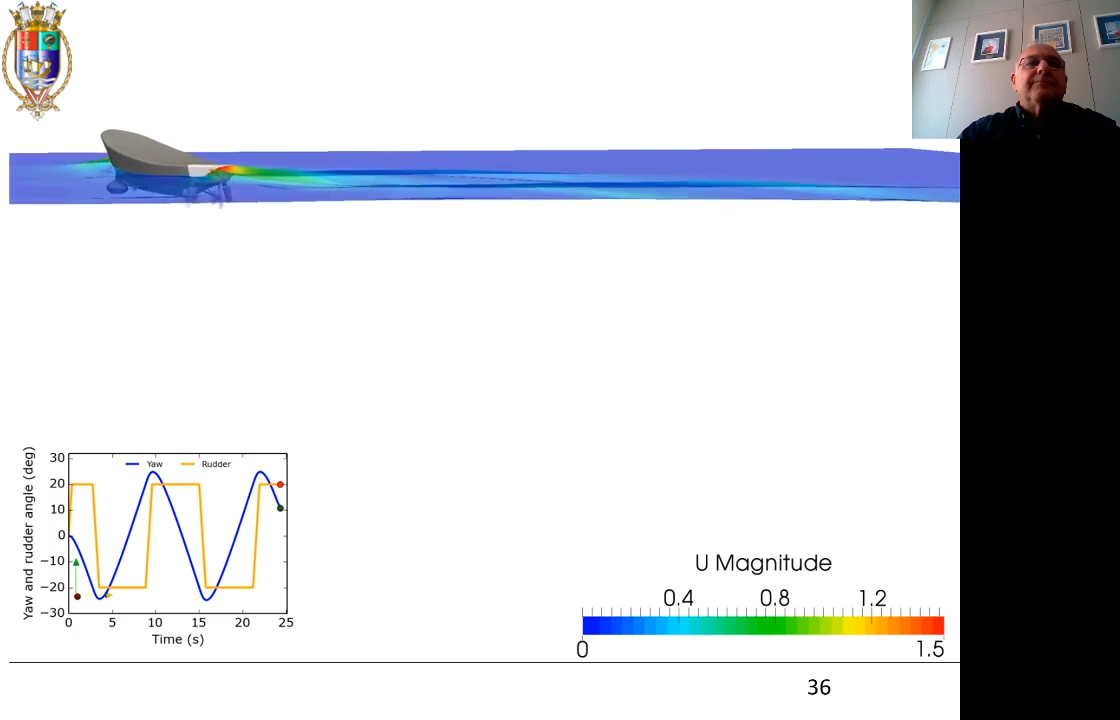 Yaw and rudder angle (deg)
30
20
10
0
−10
−20
−30
Yaw Rudder
0 5 10 15 20 25
Time (s)
U Magnitude
0.4 0.8 1.2
0 1.5
36